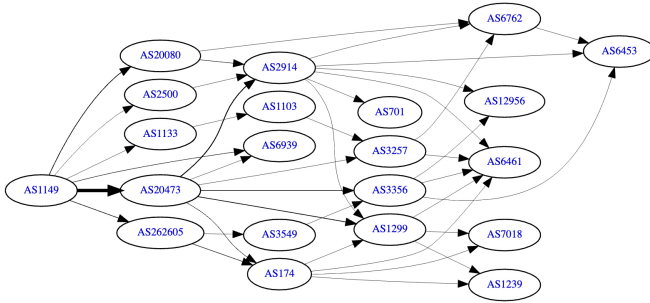 AS6762
AS6453
AS20080
AS2914
AS2500
AS12956
AS1103
AS701
AS1133
AS6939
AS3257
AS6461
AS1149
AS20473
AS3356
AS262605
AS3549
AS1299
AS7018
AS174
AS1239